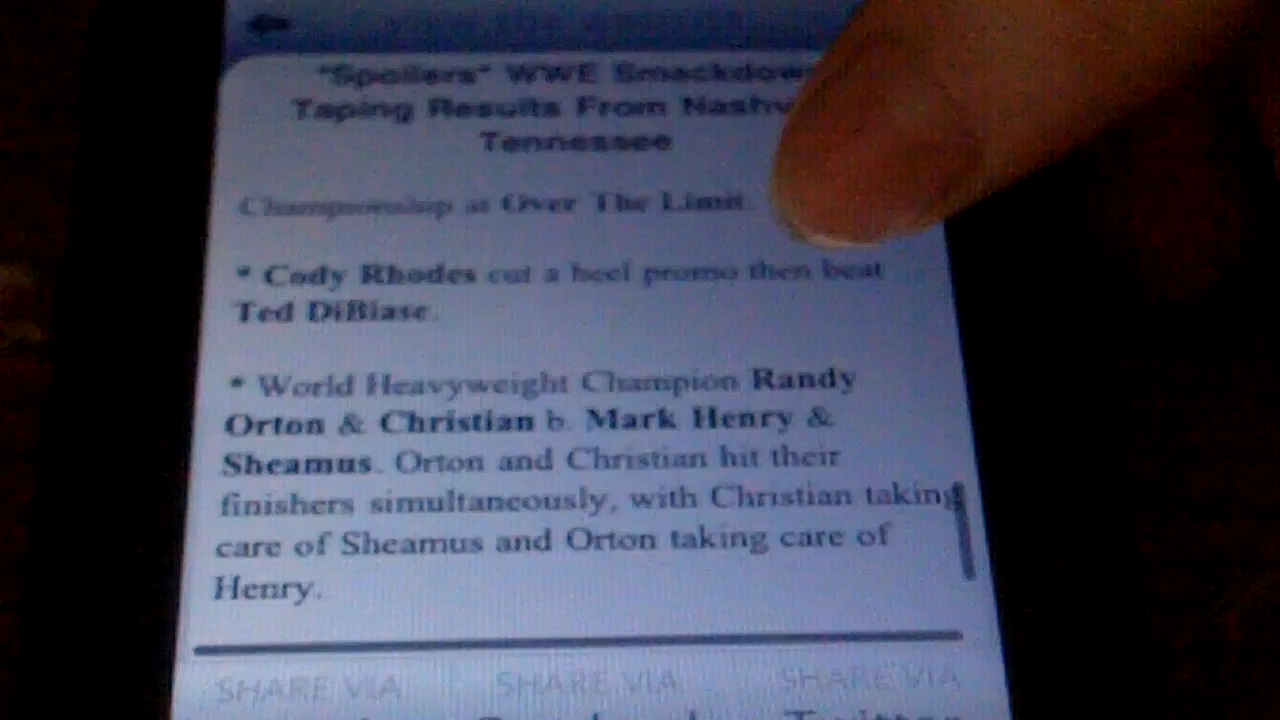 "Spoilers" WWE Smackdow
Taping Results From Nashv
Tennessee
Championship at Over The Limit.
* Cody Rhodes cut a heel promo then beat
Ted DiBiase.
* World Heavyweight Champion Randy
Orton & Christian b. Mark Henry &
Sheamus. Orton and Christian hit their
finishers simultaneously, with Christian taking
care of Sheamus and Orton taking care of
Henry.
SHARE VIA SHARE VIA SHARE VIA